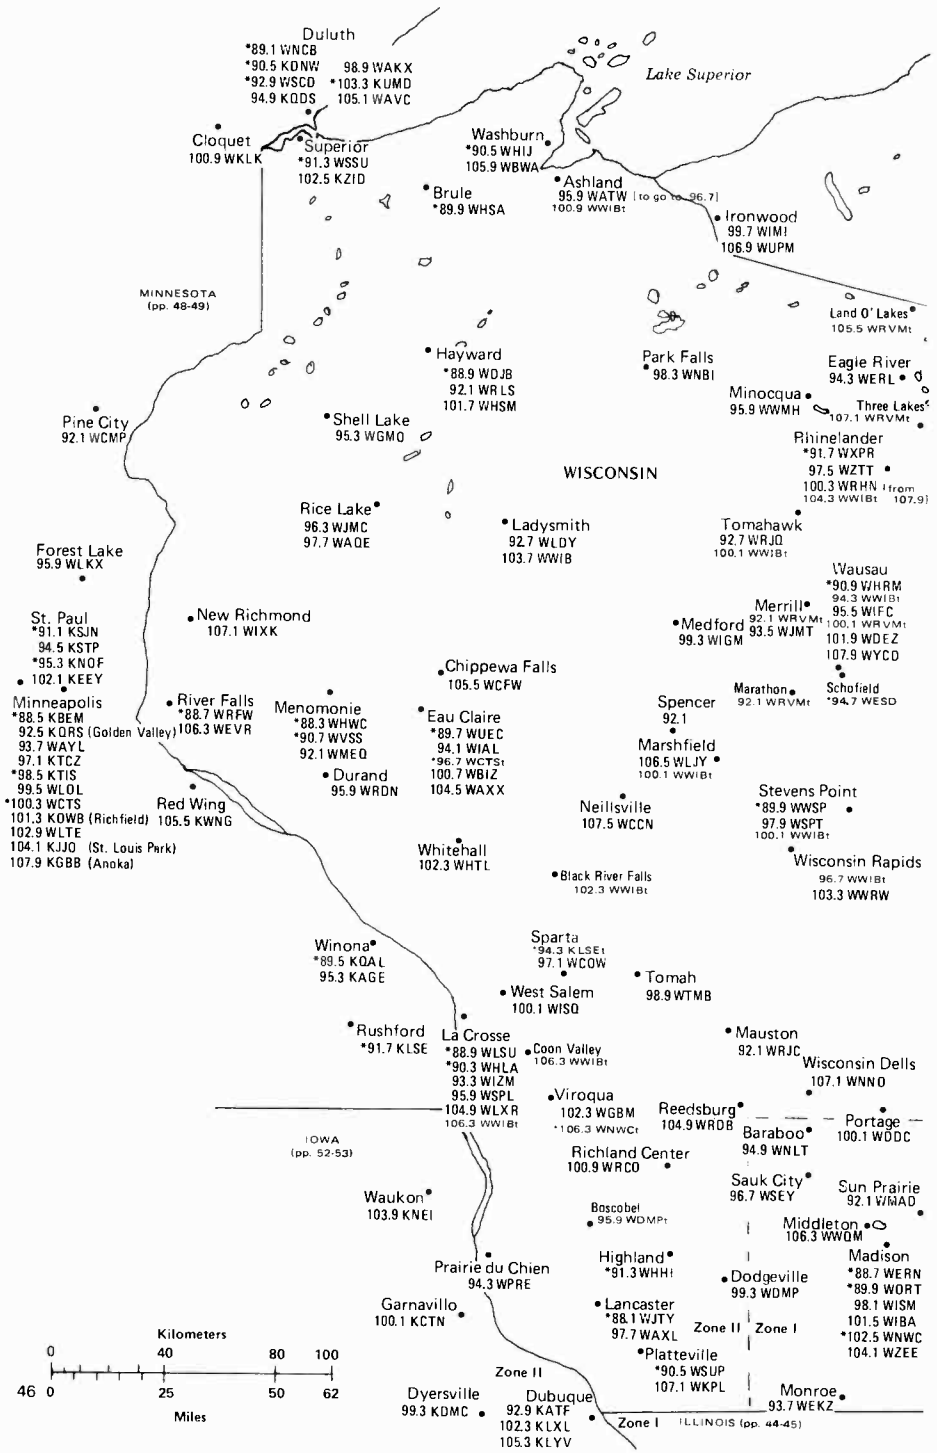 Duluth
*89.1 WNCB
*90.5 KDNW
*92.9 WSCD
94.9 KQDS
98.9 WAKX
*103.3 KUMD
105.1 WAVC
Lake Superior
Cloquet
100.9 WKLK
Superior
*91.3 WSSU
102.5 KZIO
Washburn
*90.5 WHIJ
105.9 WBWA
Brule
*89.9 WHSA
Ashland
95.9 WATW [to go to 96.7]
100.9 WWIBt
Ironwood
99.7 WIMI
106.9 WUPM
MINNESOTA
(pp. 48-49)
Land O' Lakes
105.5 WRVMt
Hayward
*88.9 WDJB
92.1 WRLS
101.7 WHSM
Park Falls
98.3 WNBI
Eagle River
94.3 WERL
Minocqua
95.9 WWMH
Three Lakes
107.1 WRVMt
Pine City
92.1 WCMP
Shell Lake
95.3 WGMO
Rhinelander
*91.7 WXPR
97.5 WZTT
100.3 WRHN [from
104.3 WWIBt 107.9]
WISCONSIN
Rice Lake
96.3 WJMC
97.7 WAQE
Ladysmith
92.7 WLDY
103.7 WWIB
Tomahawk
92.7 WRJQ
100.1 WWIBt
Forest Lake
95.9 WLKX
Wausau
*90.9 WHRM
94.3 WWIBt
95.5 WIFC
100.1 WRVMt
101.9 WDEZ
107.9 WYCO
Merrill
92.1 WRVMt
93.5 WJMT
St. Paul
*91.1 KSJN
94.5 KSTP
*95.3 KNOF
102.1 KEEY
New Richmond
107.1 WIXK
Medford
99.3 WIGM
Chippewa Falls
105.5 WCFW
Minneapolis
*88.5 KBEM
92.5 KQRS (Golden Valley)
93.7 WAYL
97.1 KTCZ
*98.5 KTIS
99.5 WLOL
*100.3 WCTS
101.3 KOWB (Richfield)
102.9 WLTE
104.1 KJJO (St. Louis Park)
107.9 KGBB (Anoka)
River Falls
*88.7 WRFW
106.3 WEVR
Menomonie
*88.3 WHWC
*90.7 WVSS
92.1 WMEQ
Eau Claire
*89.7 WUEC
94.1 WIAL
*96.7 WCTSt
100.7 WBIZ
104.5 WAXX
Spencer
92.1
Marathon
92.1 WRVMt
Schofield
*94.7 WESD
Marshfield
106.5 WLJY
100.1 WWIBt
Durand
95.9 WRDN
Red Wing
105.5 KWNG
Neillsville
107.5 WCCN
Stevens Point
*89.9 WWSP
97.9 WSPT
100.1 WWIBt
Whitehall
102.3 WHTL
Black River Falls
102.3 WWIBt
Wisconsin Rapids
96.7 WWIBt
103.3 WWRW
Winona
*89.5 KQAL
95.3 KAGE
Sparta
*94.3 KLSEt
97.1 WCOW
Tomah
98.9 WTMB
West Salem
100.1 WISQ
Rushford
*91.7 KLSE
La Crosse
*88.9 WLSU
*90.3 WHLA
93.3 WIZM
95.9 WSPL
104.9 WLXR
106.3 WWIBt
Coon Valley
106.3 WWIBt
Mauston
92.1 WRJC
Wisconsin Dells
107.1 WNNO
Viroqua
102.3 WGBM
*106.3 WNWCt
Reedsburg
104.9 WRDB
Portage
100.1 WDDC
Baraboo
94.9 WNLT
IOWA
(pp. 52-53)
Richland Center
100.9 WRCO
Sauk City
96.7 WSEY
Sun Prairie
92.1 WMAD
Waukon
103.9 KNEI
Boscobel
95.9 WDMPt
Middleton
106.3 WWQM
Prairie du Chien
94.3 WPRE
Highland
*91.3 WHHI
Dodgeville
99.3 WDMP
Madison
*88.7 WERN
*89.9 WORT
98.1 WISM
101.5 WIBA
*102.5 WNWC
104.1 WZEE
Garnavillo
100.1 KCTN
Lancaster
*88.1 WJTY
97.7 WAXL
Zone II Zone I
Platteville
*90.5 WSUP
107.1 WKPL
Kilometers
0 40 80 100
0 25 50 62
Miles
46
Zone II
Dyersville
99.3 KDMC
Dubuque
92.9 KATF
102.3 KLXL
105.3 KLYV
Monroe
93.7 WEKZ
Zone I ILLINOIS (pp. 44-45)